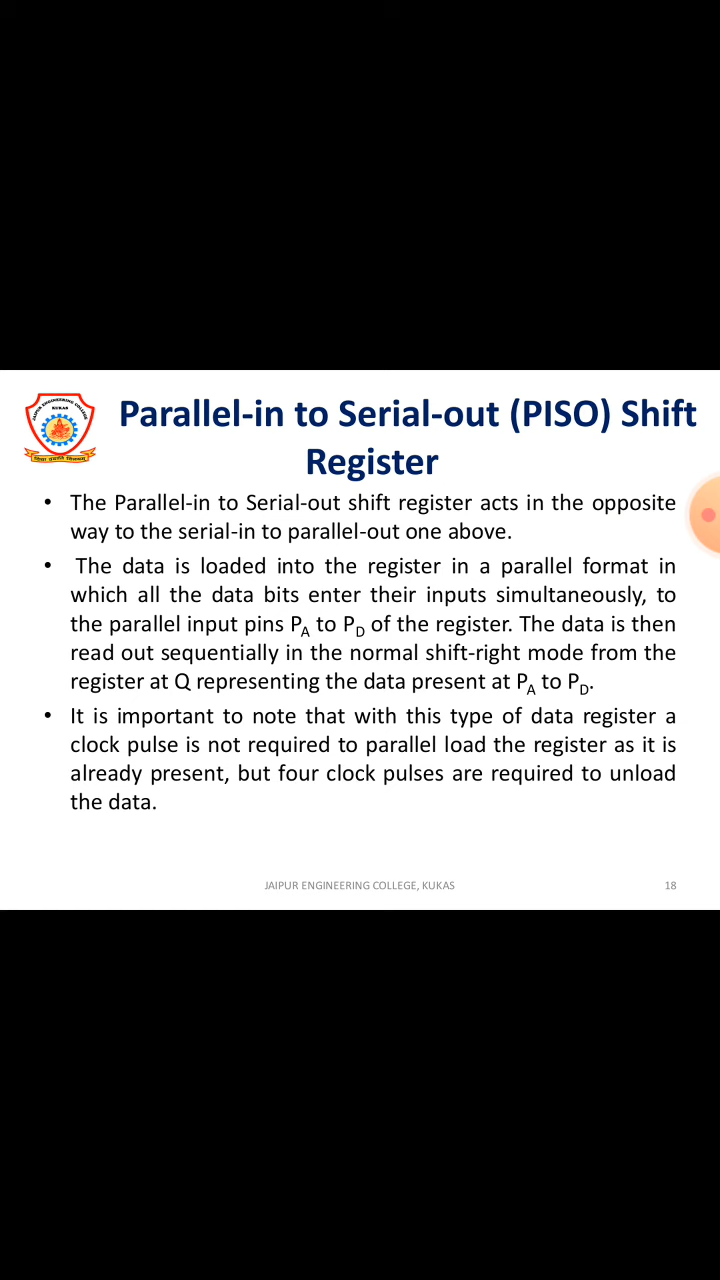 JAIPUR ENGINEERING COLLEGE
KUKAS
Parallel-in to Serial-out (PISO) Shift
Register
• The Parallel-in to Serial-out shift register acts in the opposite
way to the serial-in to parallel-out one above.
• The data is loaded into the register in a parallel format in
which all the data bits enter their inputs simultaneously, to
the parallel input pins PA to PD of the register. The data is then
read out sequentially in the normal shift-right mode from the
register at Q representing the data present at PA to PD.
• It is important to note that with this type of data register a
clock pulse is not required to parallel load the register as it is
already present, but four clock pulses are required to unload
the data.
JAIPUR ENGINEERING COLLEGE, KUKAS
18